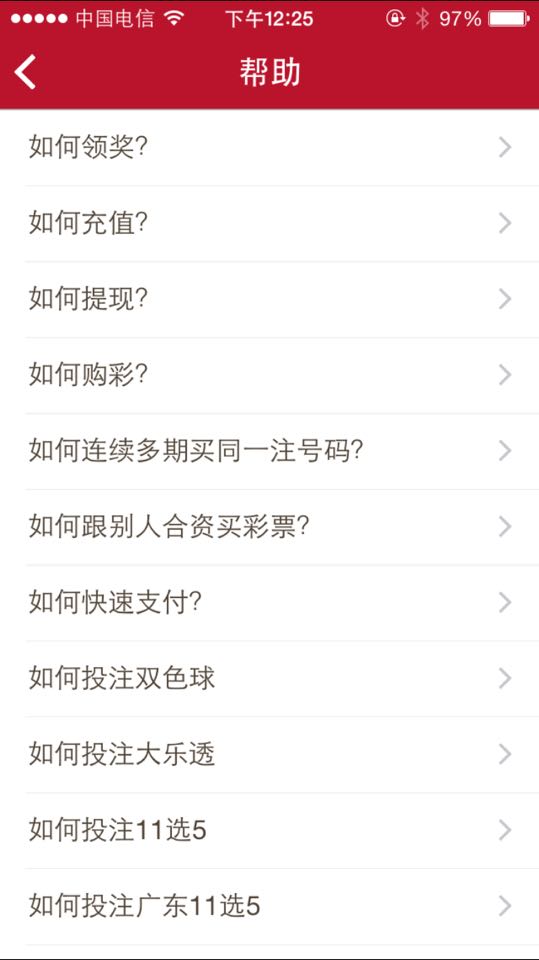 中国电信 下午12:25 97%
帮助
如何领奖?
如何充值?
如何提现?
如何购彩?
如何连续多期买同一注号码?
如何跟别人合资买彩票?
如何快速支付?
如何投注双色球
如何投注大乐透
如何投注11选5
如何投注广东11选5